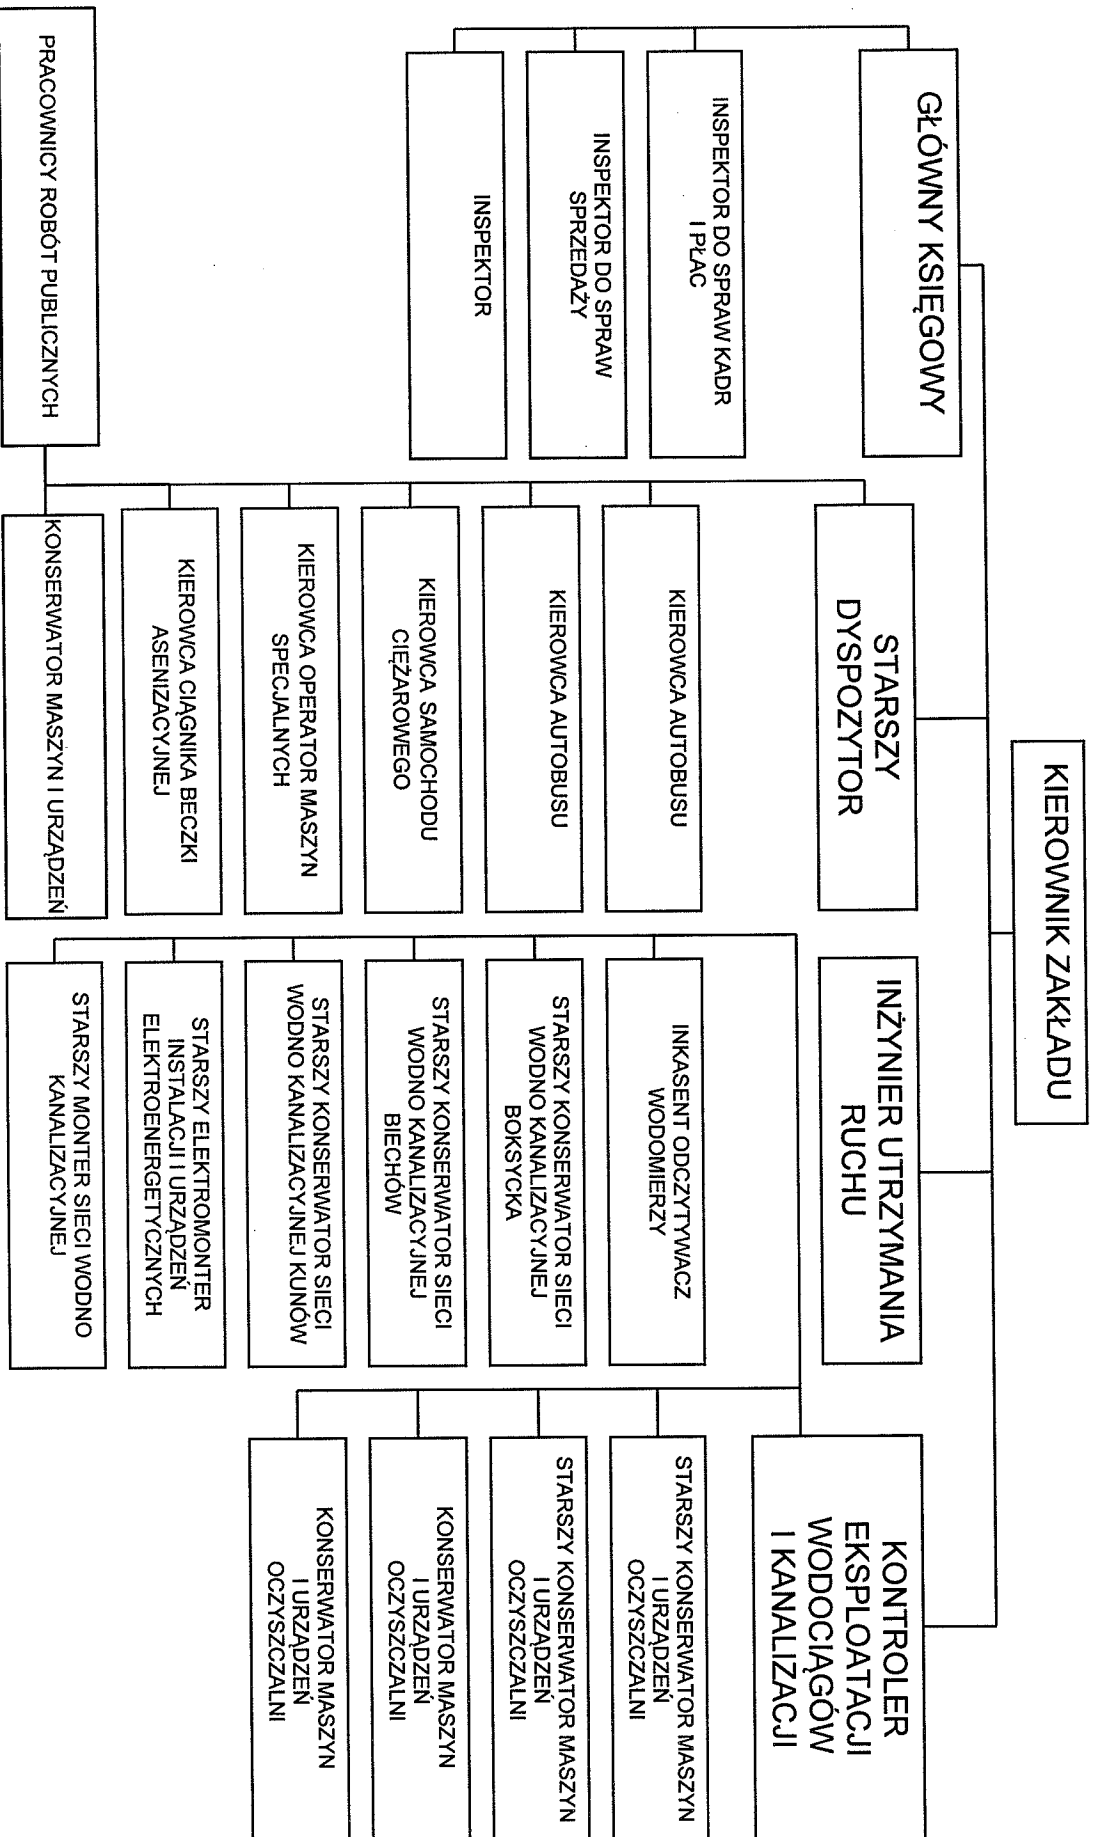 KIEROWNIK ZAKŁADU
GŁÓWNY KSIĘGOWY
INSPEKTOR DO SPRAW KADR
I PŁAC
INSPEKTOR DO SPRAW
SPRZEDAŻY
INSPEKTOR
STARSZY
DYSPOZYTOR
KIEROWCA AUTOBUSU
KIEROWCA AUTOBUSU
KIEROWCA SAMOCHODU
CIĘŻAROWEGO
KIEROWCA OPERATOR MASZYN
SPECJALNYCH
KIEROWCA CIĄGNIKA BECZKI
ASENIZACYJNEJ
KONSERWATOR MASZYN I URZĄDZEŃ
PRACOWNICY ROBÓT PUBLICZNYCH
INŻYNIER UTRZYMANIA
RUCHU
INKASENT ODCZYTYWACZ
WODOMIERZY
STARSZY KONSERWATOR SIECI
WODNO KANALIZACYJNEJ
BOKSYCKA
STARSZY KONSERWATOR SIECI
WODNO KANALIZACYJNEJ
BIECHÓW
STARSZY KONSERWATOR SIECI
WODNO KANALIZACYJNEJ KUNÓW
STARSZY ELEKTROMONTER
INSTALACJI I URZĄDZEŃ
ELEKTROENERGETYCZNYCH
STARSZY MONTER SIECI WODNO
KANALIZACYJNEJ
KONTROLER
EKSPLOATACJI
WODOCIĄGÓW
I KANALIZACJI
STARSZY KONSERWATOR MASZYN
I URZĄDZEŃ
OCZYSZCZALNI
STARSZY KONSERWATOR MASZYN
I URZĄDZEŃ
OCZYSZCZALNI
KONSERWATOR MASZYN
I URZĄDZEŃ
OCZYSZCZALNI
KONSERWATOR MASZYN
I URZĄDZEŃ
OCZYSZCZALNI